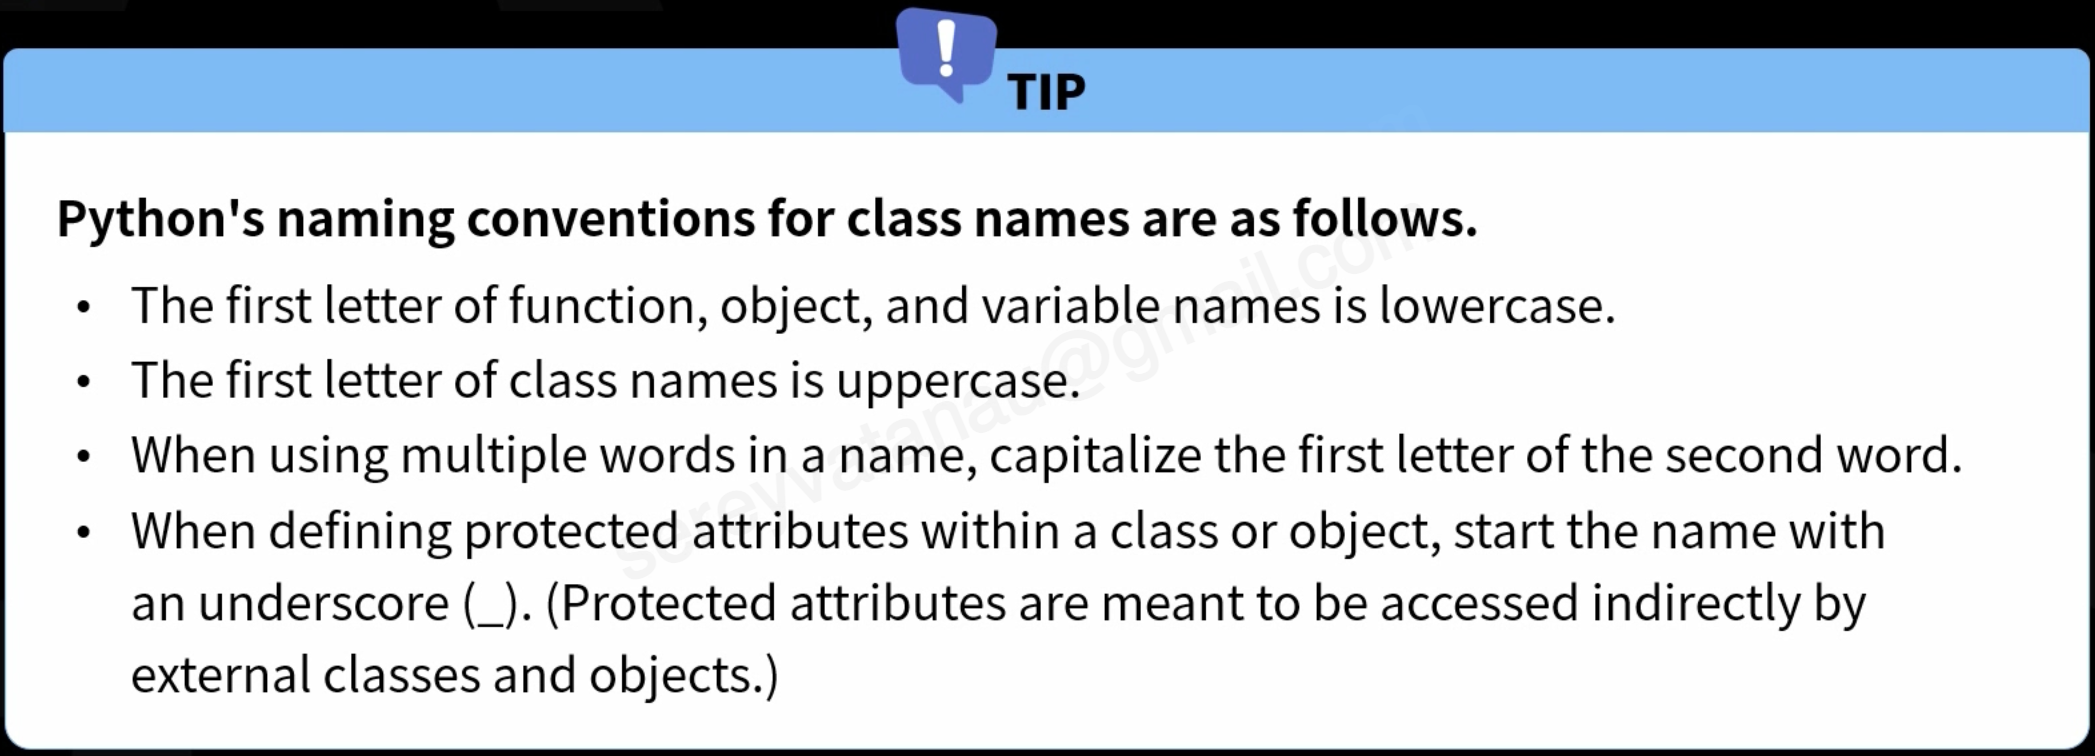 TIP
Python's naming conventions for class names are as follows.
• The first letter of function, object, and variable names is lowercase.
• The first letter of class names is uppercase.
• When using multiple words in a name, capitalize the first letter of the second word.
• When defining protected attributes within a class or object, start the name with
an underscore (_). (Protected attributes are meant to be accessed indirectly by
external classes and objects.)